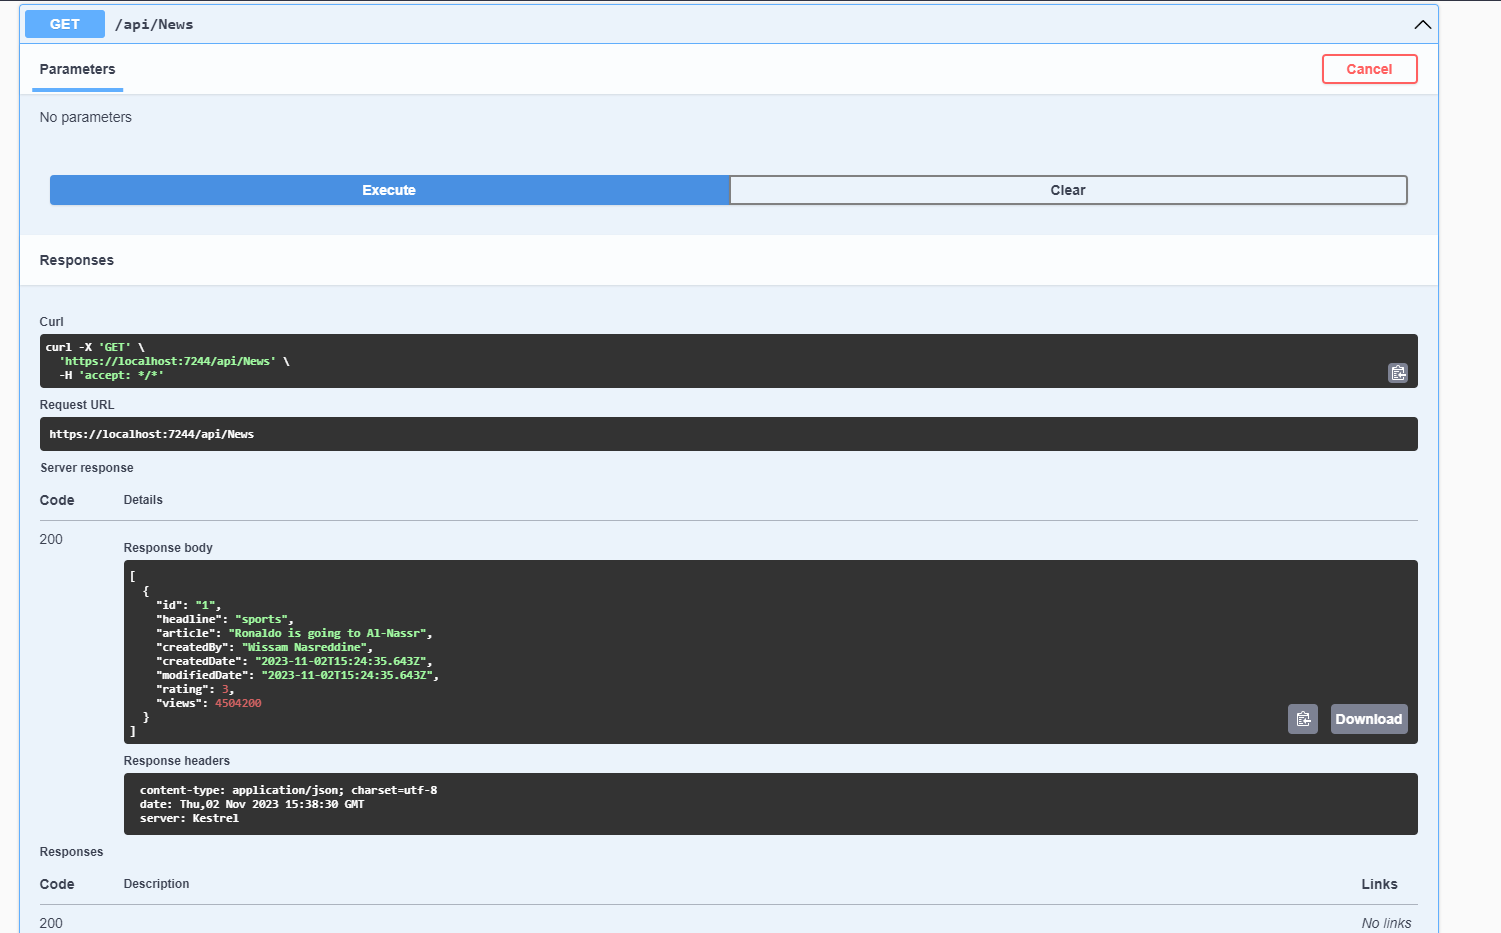 GET /api/News
Parameters Cancel
No parameters
Execute Clear
Responses
Curl
curl -X 'GET' \
  'https://localhost:7244/api/News' \
  -H 'accept: */*'
Request URL
https://localhost:7244/api/News
Server response
Code Details
200
Response body
[
  {
    "id": "1",
    "headline": "sports",
    "article": "Ronaldo is going to Al-Nassr",
    "createdBy": "Wissam Nasreddine",
    "createdDate": "2023-11-02T15:24:35.643Z",
    "modifiedDate": "2023-11-02T15:24:35.643Z",
    "rating": 3,
    "views": 4504200
  }
]
Download
Response headers
content-type: application/json; charset=utf-8
date: Thu,02 Nov 2023 15:38:30 GMT
server: Kestrel
Responses
Code Description Links
200 No links